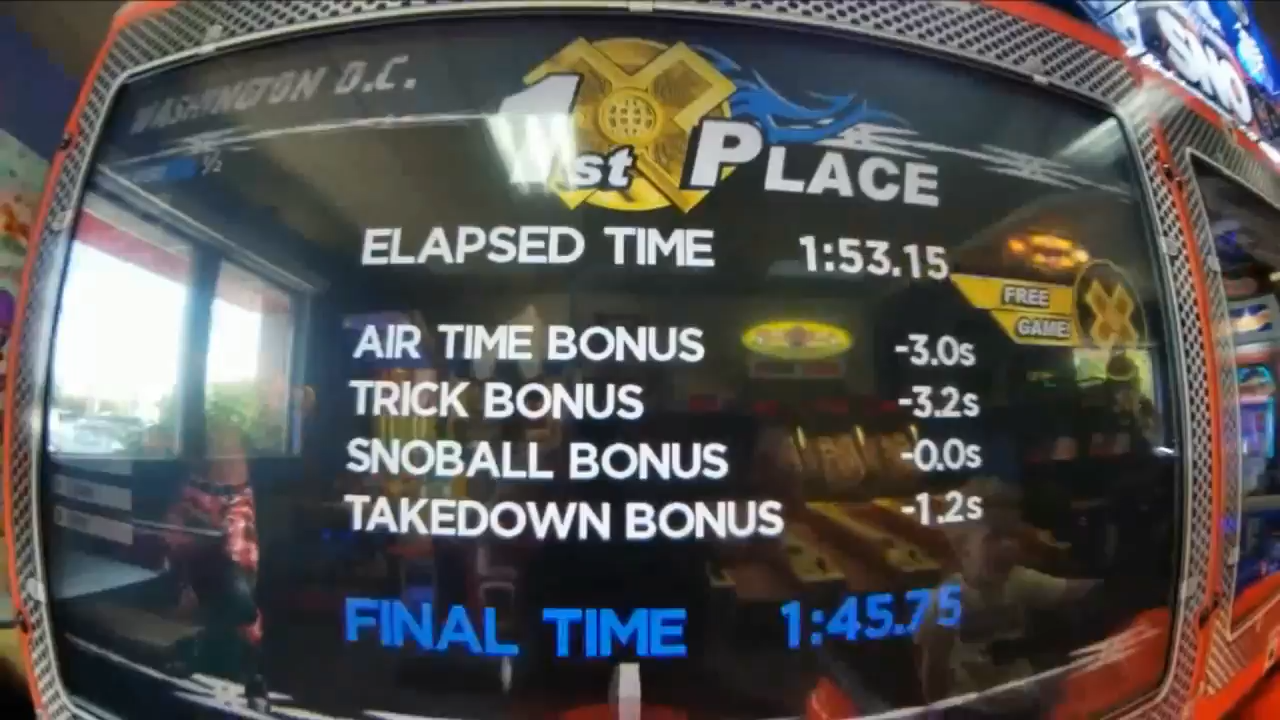 WASHINGTON D.C.
1st PLACE
ELAPSED TIME 1:53.15
FREE
GAME!
AIR TIME BONUS -3.0s
TRICK BONUS -3.2s
SNOBALL BONUS -0.0s
TAKEDOWN BONUS -1.2s
FINAL TIME 1:45.75
SNO